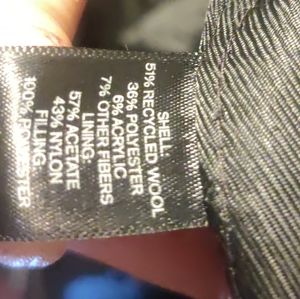 SHELL
51% RECYCLED WOOL
36% POLYESTER
6% ACRYLIC
7% OTHER FIBERS
LINING:
57% ACETATE
43% NYLON
FILLING:
100% POLYESTER